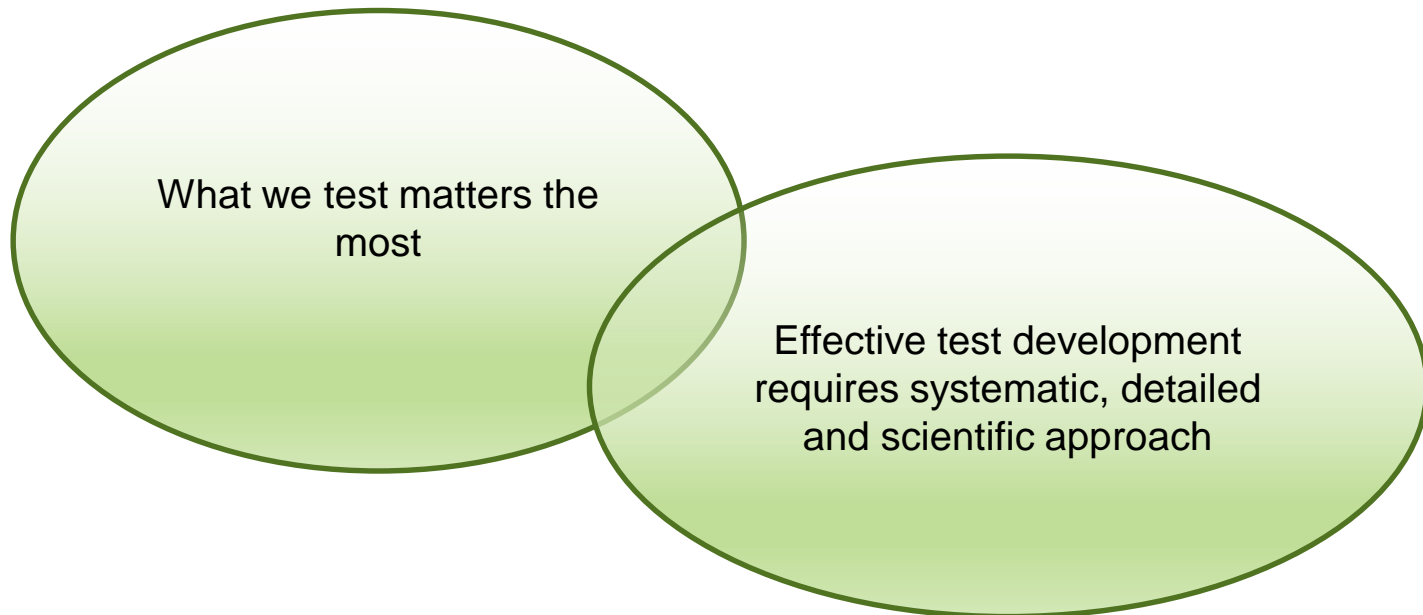 What we test matters the
most
Effective test development
requires systematic, detailed
and scientific approach